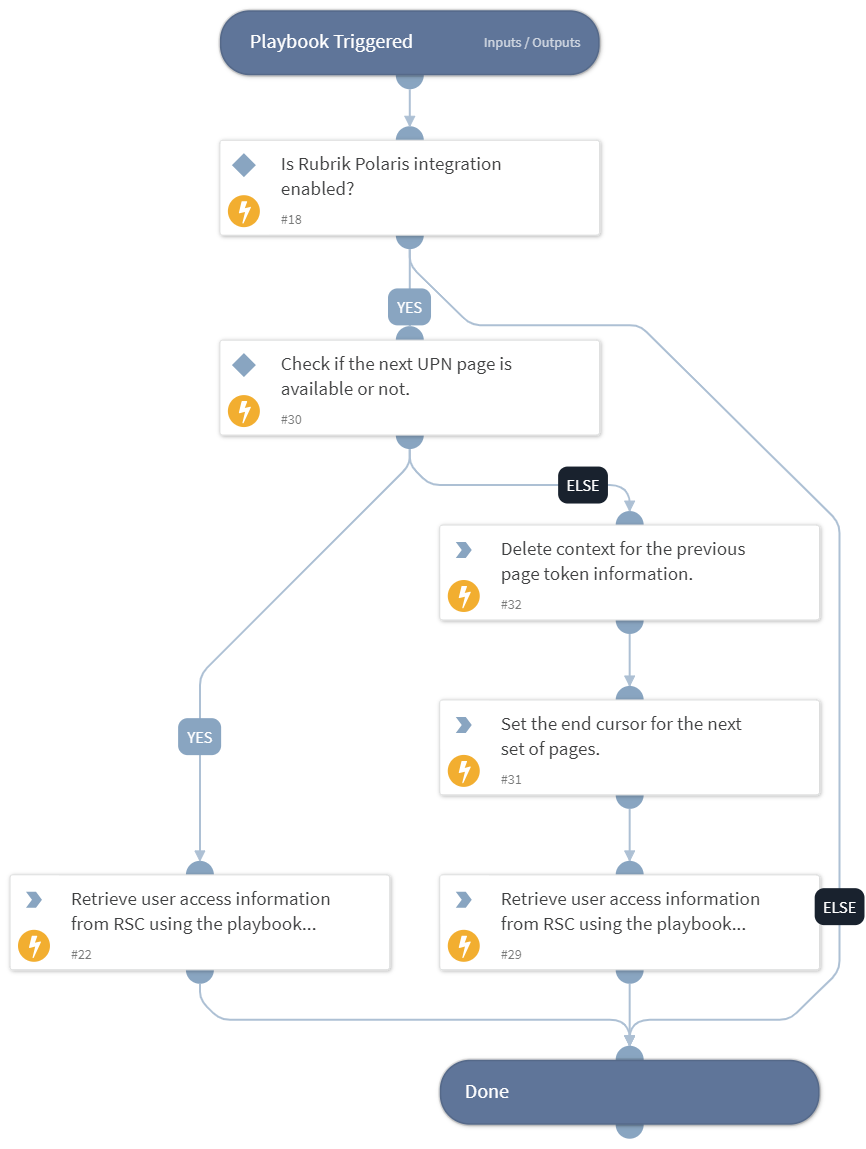 Playbook Triggered
Inputs / Outputs
Is Rubrik Polaris integration
enabled?
#18
YES
Check if the next UPN page is
available or not.
#30
ELSE
Delete context for the previous
page token information.
#32
Set the end cursor for the next
set of pages.
#31
YES
Retrieve user access information
from RSC using the playbook...
#22
Retrieve user access information
from RSC using the playbook...
#29
ELSE
Done